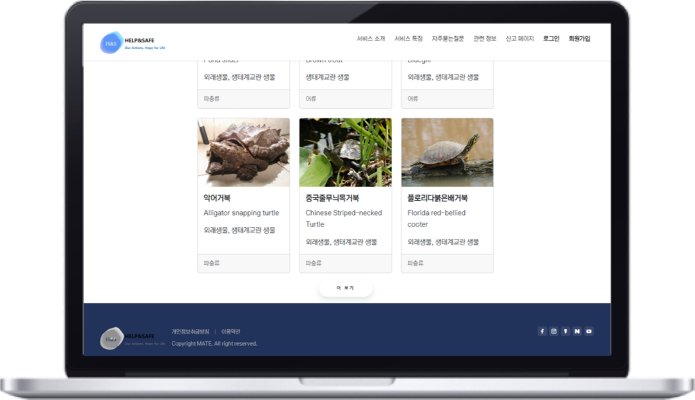 HELP&SAFE
Our Actions, Hope for Life
서비스 소개 서비스 특징 자주묻는질문 관련 정보 신고 페이지 로그인 회원가입
외래생물, 생태계교란 생물
생태계교란 생물
외래생물, 생태계교란 생물
파충류
어류
어류
악어거북
Alligator snapping turtle
외래생물, 생태계교란 생물
파충류
중국줄무늬목거북
Chinese Striped-necked
Turtle
외래생물, 생태계교란 생물
파충류
플로리다붉은배거북
Florida red-bellied
cooter
외래생물, 생태계교란 생물
파충류
더 보기
HELP&SAFE
개인정보취급방침 | 이용약관
Copyright MATE, All right reserved.